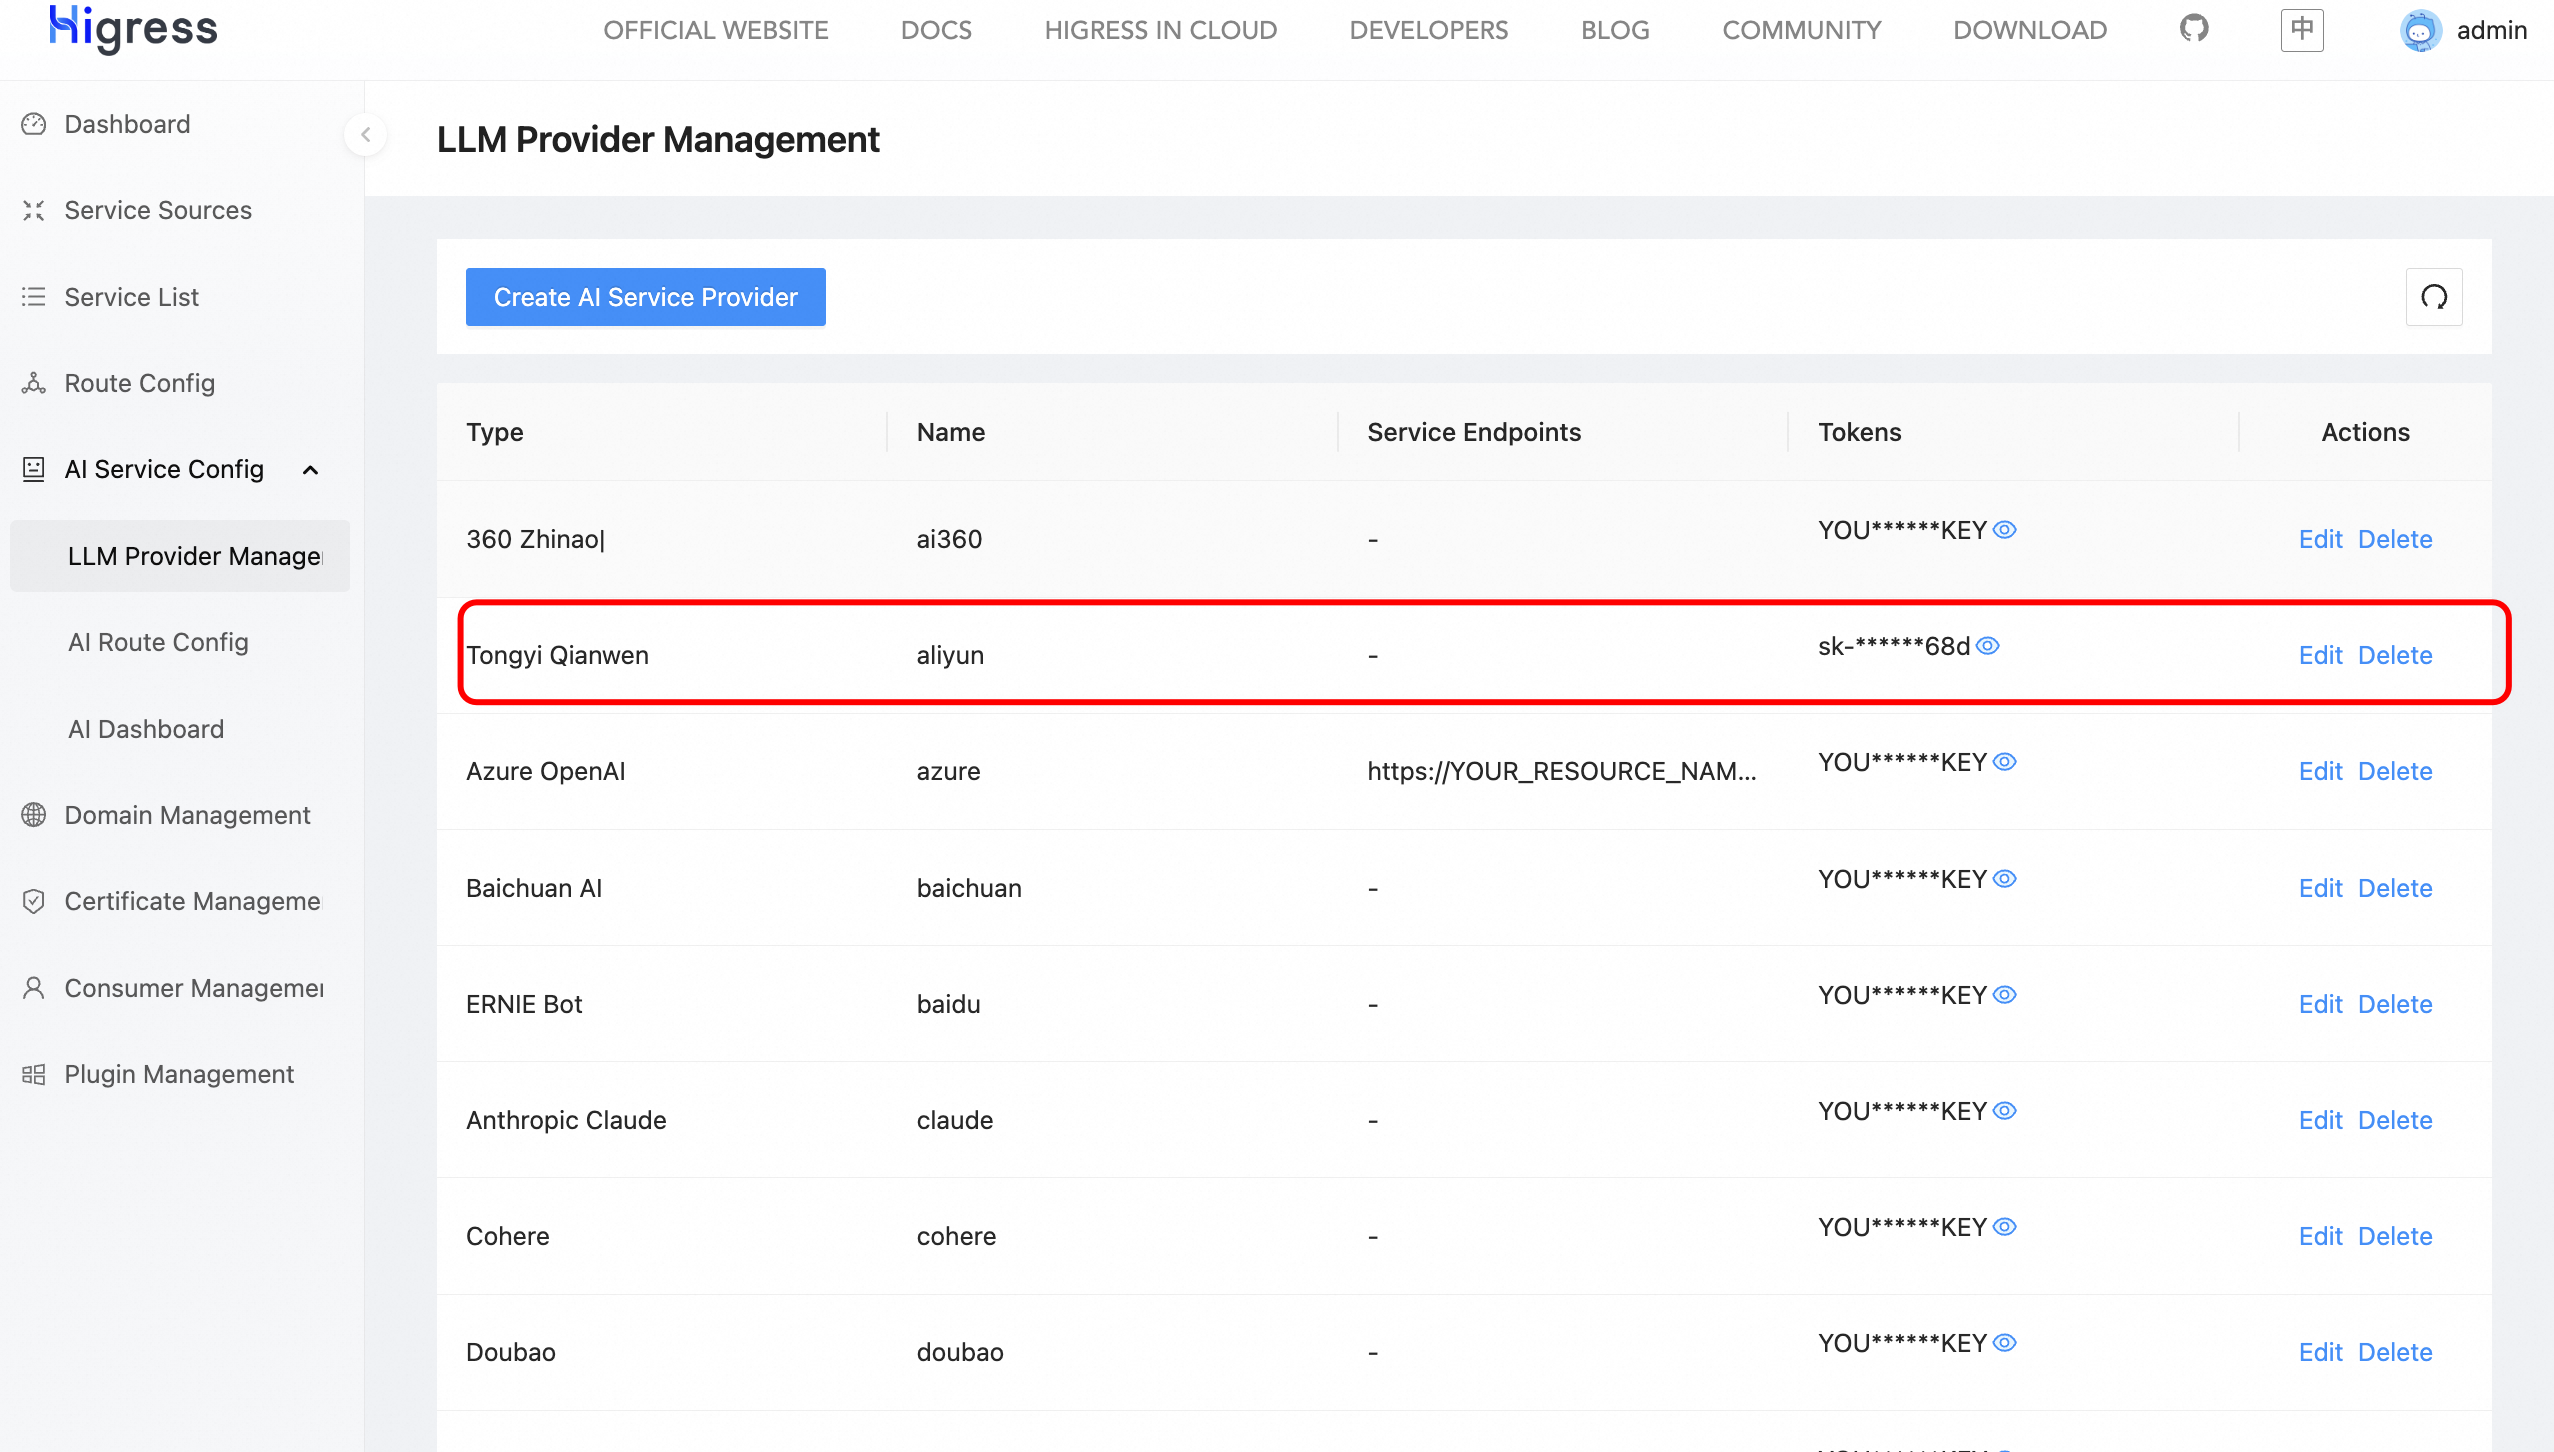 Higress
OFFICIAL WEBSITE DOCS HIGRESS IN CLOUD DEVELOPERS BLOG COMMUNITY DOWNLOAD 中 admin
Dashboard
Service Sources
Service List
Route Config
AI Service Config
LLM Provider Manage
AI Route Config
AI Dashboard
Domain Management
Certificate Manageme
Consumer Manageme
Plugin Management
LLM Provider Management
Create AI Service Provider
Type Name Service Endpoints Tokens Actions
360 Zhinao| ai360 - YOU******KEY Edit Delete
Tongyi Qianwen aliyun - sk-******68d Edit Delete
Azure OpenAI azure https://YOUR_RESOURCE_NAM... YOU******KEY Edit Delete
Baichuan AI baichuan - YOU******KEY Edit Delete
ERNIE Bot baidu - YOU******KEY Edit Delete
Anthropic Claude claude - YOU******KEY Edit Delete
Cohere cohere - YOU******KEY Edit Delete
Doubao doubao - YOU******KEY Edit Delete